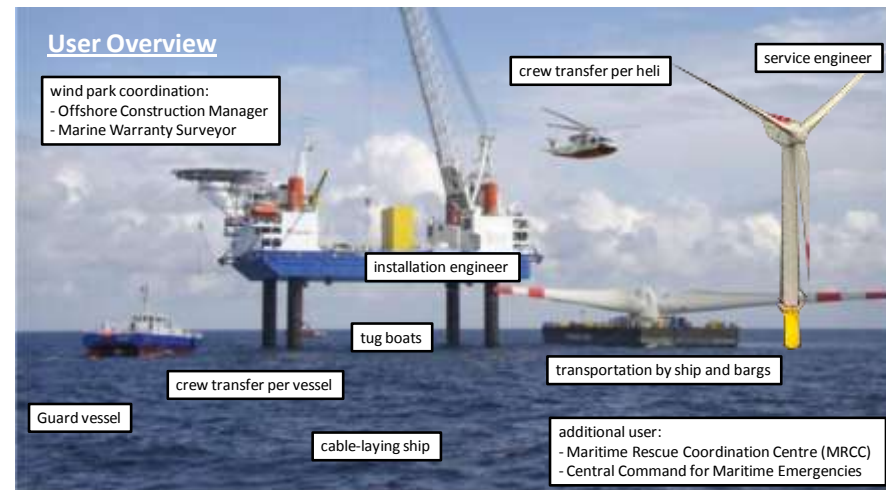 User Overview
service engineer
crew transfer per heli
wind park coordination:
- Offshore Construction Manager
- Marine Warranty Surveyor
installation engineer
tug boats
transportation by ship and bargs
crew transfer per vessel
Guard vessel
cable-laying ship
additional user:
- Maritime Rescue Coordination Centre (MRCC)
- Central Command for Maritime Emergencies